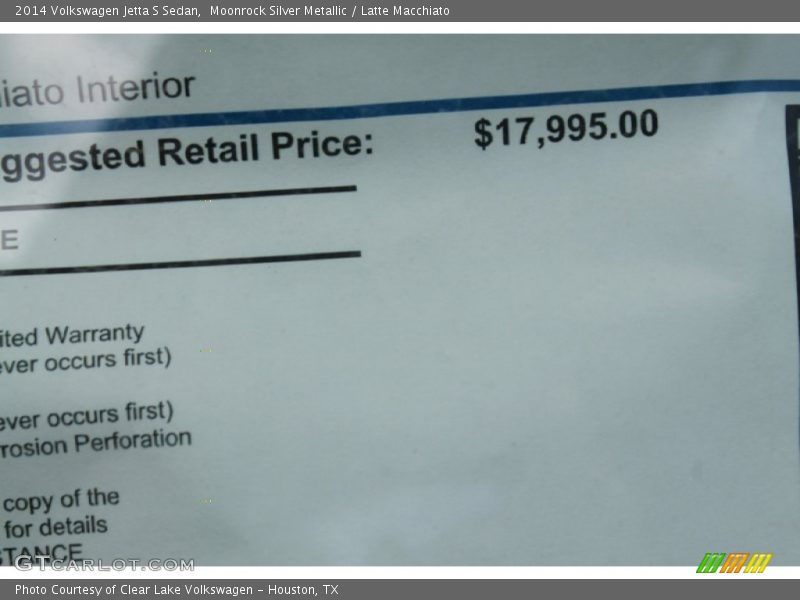 2014 Volkswagen Jetta S Sedan,  Moonrock Silver Metallic / Latte Macchiato
iato Interior
ggested Retail Price: $17,995.00
E
ited Warranty
ever occurs first)
ever occurs first)
rosion Perforation
copy of the
for details
STANCE
GTCARLOT.COM
Photo Courtesy of Clear Lake Volkswagen – Houston, TX